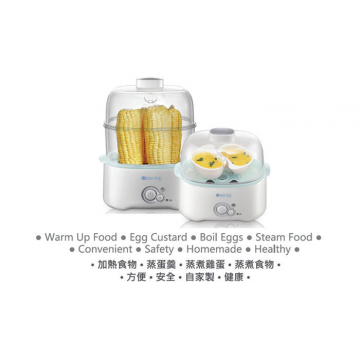 ● Warm Up Food ● Egg Custard ● Boil Eggs ● Steam Food ●
● Convenient ● Safety ● Homemade ● Healthy ●
• 加熱食物 • 蒸蛋羹 • 蒸煮雞蛋 • 蒸煮食物 •
• 方便 • 安全 • 自家製 • 健康 •